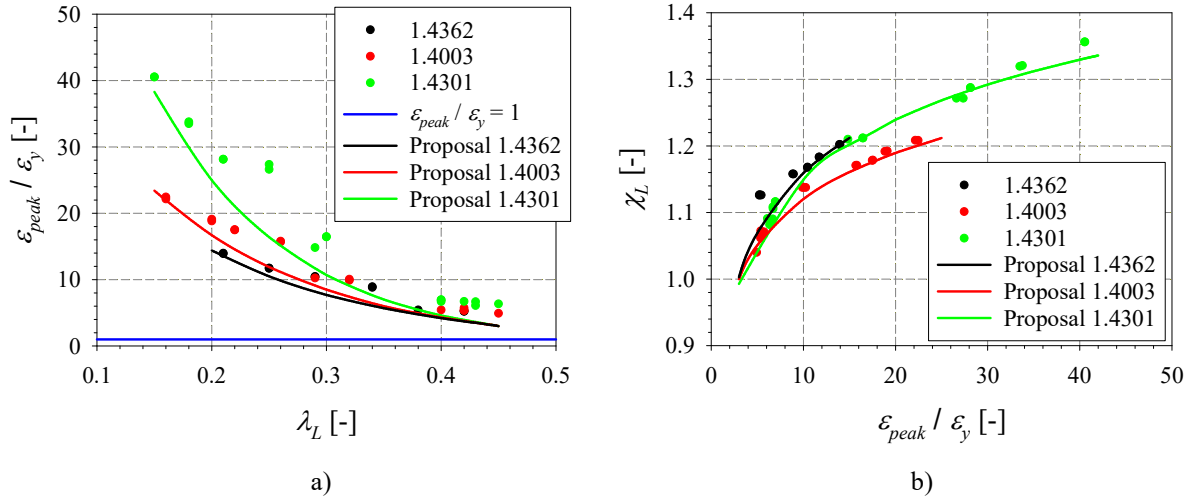 50
40
30
20
10
0
0.1
0.2
0.3
0.4
0.5
ε_peak / ε_y [-]
λ_L [-]
1.4362
1.4003
1.4301
ε_peak / ε_y = 1
Proposal 1.4362
Proposal 1.4003
Proposal 1.4301
a)
1.4
1.3
1.2
1.1
1.0
0.9
0
10
20
30
40
50
χ_L [-]
ε_peak / ε_y [-]
1.4362
1.4003
1.4301
Proposal 1.4362
Proposal 1.4003
Proposal 1.4301
b)